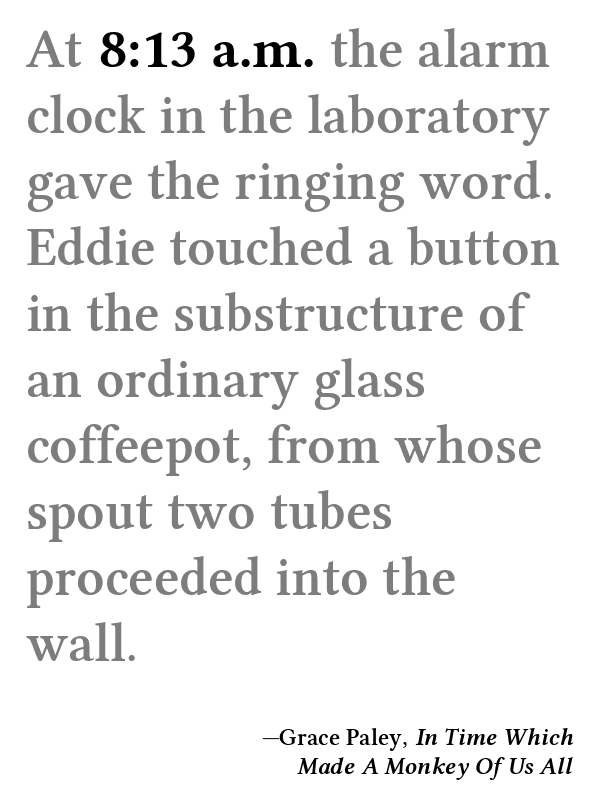 At 8:13 a.m. the alarm
clock in the laboratory
gave the ringing word.
Eddie touched a button
in the substructure of
an ordinary glass
coffeepot, from whose
spout two tubes
proceeded into the
wall.
—Grace Paley, In Time Which
Made A Monkey Of Us All